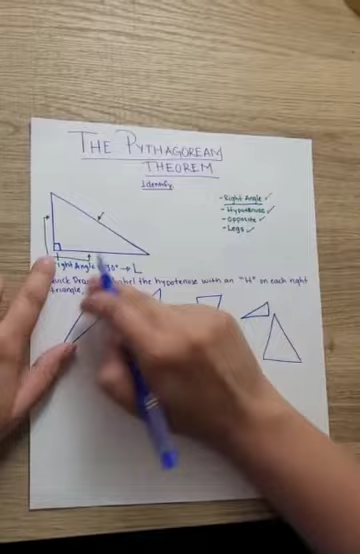 THE PYTHAGOREAN
THEOREM
Identify
- Right Angle ✓
- Hypotenuse ✓
- Opposite ✓
- Legs ✓
Angle 90° → L
the hypotenuse with an "H" on each right
triangle.